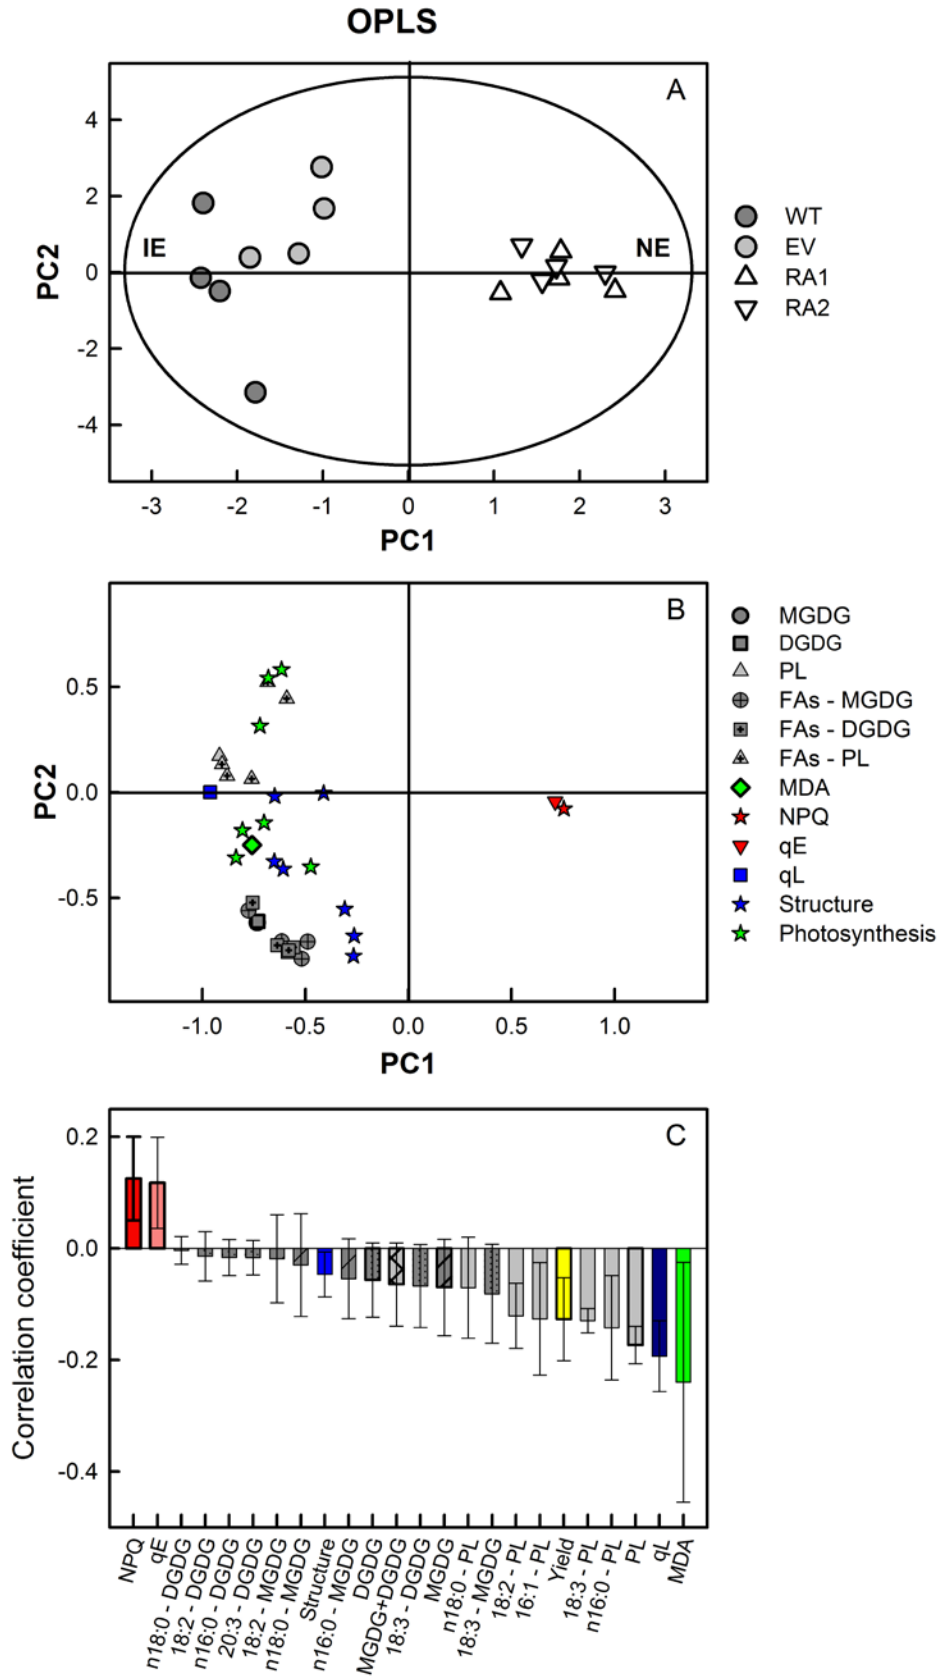 OPLS
A
4
2
0
-2
-4
PC2
IE
NE
-3
-2
-1
0
1
2
3
PC1
WT
EV
RA1
RA2
B
0.5
0.0
-0.5
PC2
-1.0
-0.5
0.0
0.5
1.0
PC1
MGDG
DGDG
PL
FAs - MGDG
FAs - DGDG
FAs - PL
MDA
NPQ
qE
qL
Structure
Photosynthesis
C
0.2
0.0
-0.2
-0.4
Correlation coefficient
NPQ
qE
n18:0 - DGDG
18:2 - DGDG
n16:0 - DGDG
20:3 - DGDG
18:2 - MGDG
n18:0 - MGDG
Structure
n16:0 - MGDG
DGDG
MGDG+DGDG
18:3 - DGDG
MGDG
n18:0 - PL
18:3 - MGDG
18:2 - PL
16:1 - PL
Yield
18:3 - PL
n16:0 - PL
PL
qL
MDA